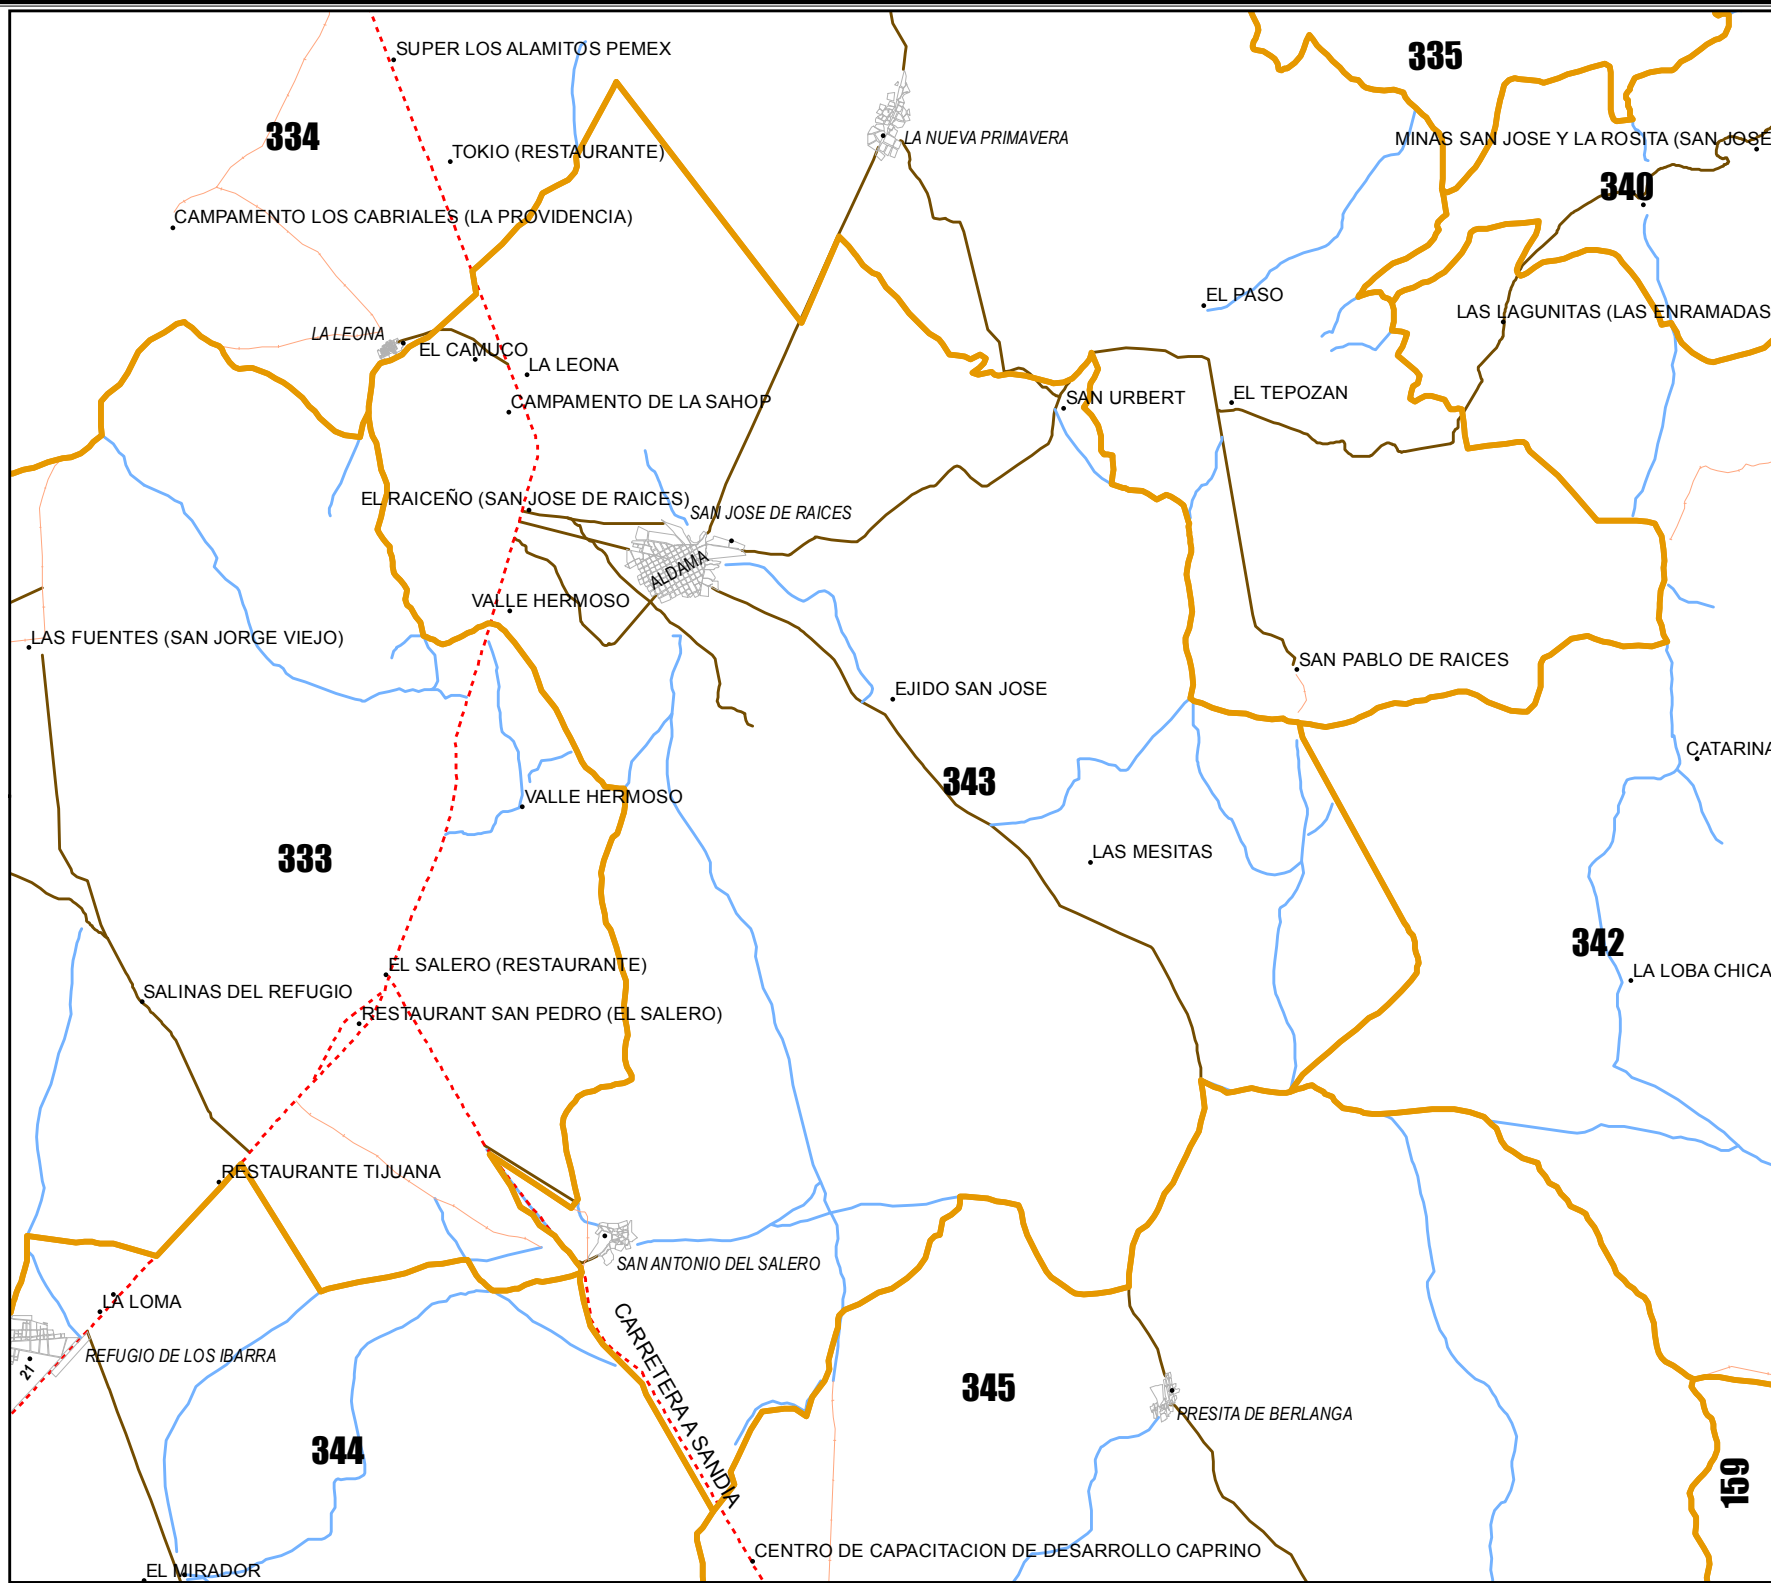 SUPER LOS ALAMITOS PEMEX
335
334
LA NUEVA PRIMAVERA
MINAS SAN JOSE Y LA ROSITA (SAN JOSE
TOKIO (RESTAURANTE)
340
CAMPAMENTO LOS CABRIALES (LA PROVIDENCIA)
EL PASO
LAS LAGUNITAS (LAS ENRAMADAS
LA LEONA
EL CAMUCO
LA LEONA
EL TEPOZAN
SAN URBERT
CAMPAMENTO DE LA SAHOP
EL RAICEÑO (SAN JOSE DE RAICES)
SAN JOSE DE RAICES
ALDAMA
VALLE HERMOSO
LAS FUENTES (SAN JORGE VIEJO)
SAN PABLO DE RAICES
EJIDO SAN JOSE
CATARINA
343
VALLE HERMOSO
LAS MESITAS
333
342
EL SALERO (RESTAURANTE)
LA LOBA CHICA
SALINAS DEL REFUGIO
RESTAURANT SAN PEDRO (EL SALERO)
RESTAURANTE TIJUANA
SAN ANTONIO DEL SALERO
LA LOMA
REFUGIO DE LOS IBARRA
21
CARRETERA A SANDIA
345
PRESITA DE BERLANGA
344
159
CENTRO DE CAPACITACION DE DESARROLLO CAPRINO
EL MIRADOR